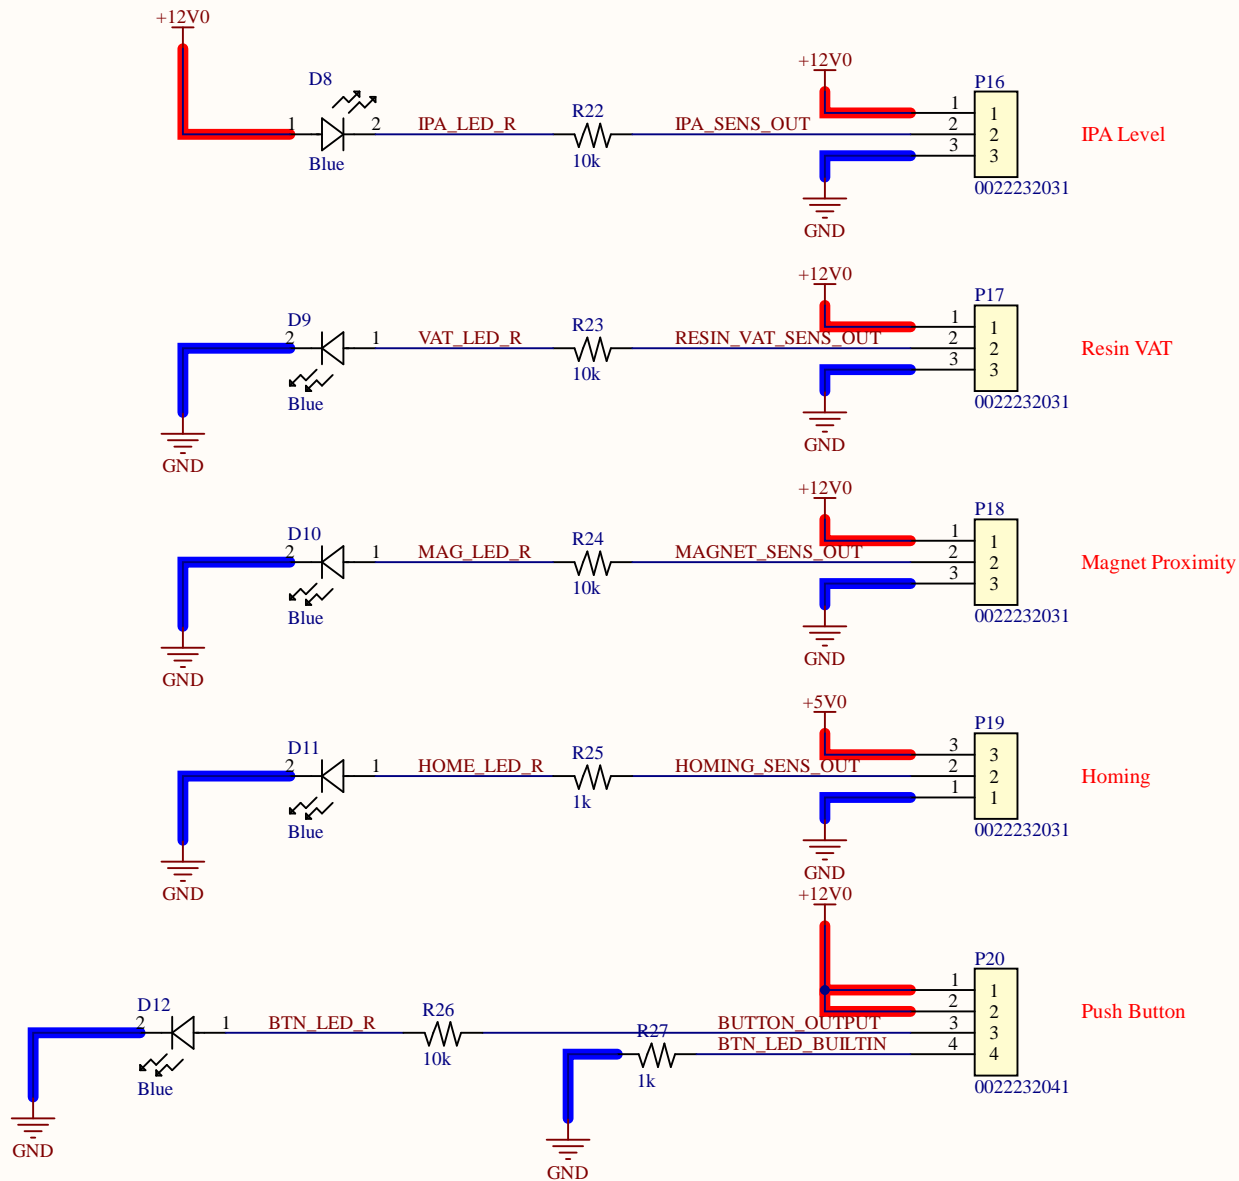 +12V0
D8
1
2
Blue
IPA_LED_R
R22
10k
IPA_SENS_OUT
+12V0
GND
P16
1 1
2 2
3 3
0022232031
IPA Level
D9
2
1
Blue
GND
VAT_LED_R
R23
10k
RESIN_VAT_SENS_OUT
+12V0
GND
P17
1 1
2 2
3 3
0022232031
Resin VAT
D10
2
1
Blue
GND
MAG_LED_R
R24
10k
MAGNET_SENS_OUT
+12V0
GND
P18
1 1
2 2
3 3
0022232031
Magnet Proximity
D11
2
1
Blue
GND
HOME_LED_R
R25
1k
HOMING_SENS_OUT
+5V0
GND
P19
3 3
2 2
1 1
0022232031
Homing
D12
2
1
Blue
GND
BTN_LED_R
R26
10k
BUTTON_OUTPUT
R27
1k
BTN_LED_BUILTIN
GND
+12V0
P20
1 1
2 2
3 3
4 4
0022232041
Push Button